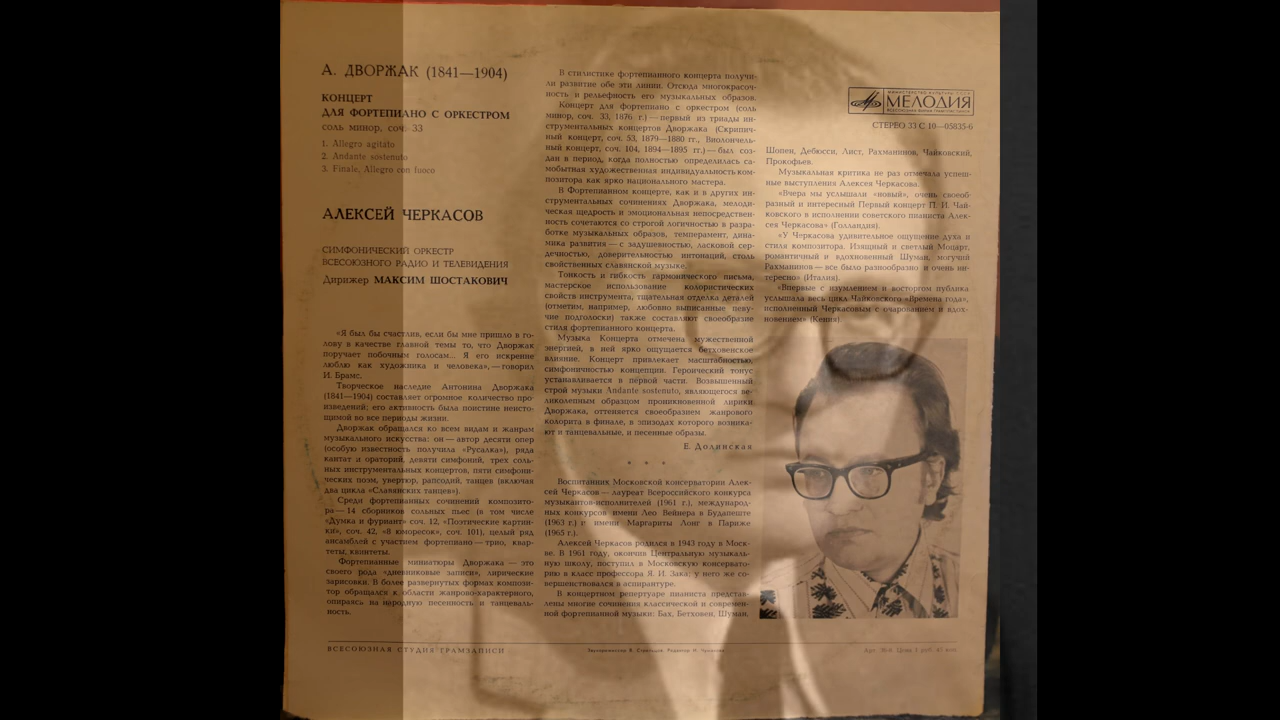 А. ДВОРЖАК (1841—1904)
КОНЦЕРТ
ДЛЯ ФОРТЕПИАНО С ОРКЕСТРОМ
соль минор, соч. 33
1. Allegro agitato
2. Andante sostenuto
3. Finale, Allegro con fuoco
АЛЕКСЕЙ ЧЕРКАСОВ
СИМФОНИЧЕСКИЙ ОРКЕСТР
ВСЕСОЮЗНОГО РАДИО И ТЕЛЕВИДЕНИЯ
Дирижер МАКСИМ ШОСТАКОВИЧ
«Я был бы счастлив, если бы мне пришло в го-
лову в качестве главной темы то, что Дворжак
поручает побочным голосам... Я его искренне
люблю как художника и человека», — говорил
И. Брамс.
Творческое наследие Антонина Дворжака
(1841—1904) составляет огромное количество про-
изведений; его активность была поистине неисто-
щимой во все периоды жизни.
Дворжак обращался ко всем видам и жанрам
музыкального искусства: он — автор десяти опер
(особую известность получила «Русалка»), ряда
кантат и ораторий, девяти симфоний, трех соль-
ных инструментальных концертов, пяти симфони-
ческих поэм, увертюр, рапсодий, танцев (включая
два цикла «Славянских танцев»).
Среди фортепианных сочинений композито-
ра — 14 сборников сольных пьес (в том числе
«Думка и фуриант» соч. 12, «Поэтические картин-
ки», соч. 42, «8 юморесок», соч. 101), целый ряд
ансамблей с участием фортепиано — трио, квар-
теты, квинтеты.
Фортепианные миниатюры Дворжака — это
своего рода «дневниковые записи», лирические
зарисовки. В более развернутых формах компози-
тор обращался к области жанрово-характерного,
опираясь на народную песенность и танцеваль-
ность.
В стилистике фортепианного концерта получи-
ли развитие обе эти линии. Отсюда многокрасоч-
ность и рельефность его музыкальных образов.
Концерт для фортепиано с оркестром (соль
минор, соч. 33, 1876 г.) — первый из триады ин-
струментальных концертов Дворжака (Скрипич-
ный концерт, соч. 53, 1879—1880 гг., Виолончель-
ный концерт, соч. 104, 1894—1895 гг.) — был соз-
дан в период, когда полностью определилась са-
мобытная художественная индивидуальность ком-
позитора как ярко национального мастера.
В Фортепианном концерте, как и в других ин-
струментальных сочинениях Дворжака, мелоди-
ческая щедрость и эмоциональная непосредствен-
ность сочетаются со строгой логичностью в разра-
ботке музыкальных образов, темперамент, дина-
мика развития — с задушевностью, ласковой сер-
дечностью, доверительностью интонаций, столь
свойственных славянской музыке.
Тонкость и гибкость гармонического письма,
мастерское использование колористических
свойств инструмента, тщательная отделка деталей
(отметим, например, любовно выписанные певу-
чие подголоски) также составляют своеобразие
стиля фортепианного концерта.
Музыка Концерта отмечена мужественной
энергией, в ней ярко ощущается бетховенское
влияние. Концерт привлекает масштабностью,
симфоничностью концепции. Героический тонус
устанавливается в первой части. Возвышенный
строй музыки Andante sostenuto, являющегося ве-
ликолепным образцом проникновенной лирики
Дворжака, оттеняется своеобразием жанрового
колорита в финале, в эпизодах которого возника-
ют и танцевальные, и песенные образы.
Е. Долинская
* * *
Воспитанник Московской консерватории Алек-
сей Черкасов — лауреат Всероссийского конкурса
музыкантов-исполнителей (1961 г.), международ-
ных конкурсов имени Лео Вейнера в Будапеште
(1963 г.) и имени Маргариты Лонг в Париже
(1965 г.).
Алексей Черкасов родился в 1943 году в Моск-
ве. В 1961 году, окончив Центральную музыкаль-
ную школу, поступил в Московскую консервато-
рию в класс профессора Я. И. Зака; у него же со-
вершенствовался в аспирантуре.
В концертном репертуаре пианиста представ-
лены многие сочинения классической и современ-
ной фортепианной музыки: Бах, Бетховен, Шуман,
МЕЛОДИЯ
СТЕРЕО 33 С 10—05835-6
Шопен, Дебюсси, Лист, Рахманинов, Чайковский,
Прокофьев.
Музыкальная критика не раз отмечала успеш-
ные выступления Алексея Черкасова.
«Вчера мы услышали «новый», очень своеоб-
разный и интересный Первый концерт П. И. Чай-
ковского в исполнении советского пианиста Алек-
сея Черкасова» (Голландия).
«У Черкасова удивительное ощущение духа и
стиля композитора. Изящный и светлый Моцарт,
романтичный и вдохновенный Шуман, могучий
Рахманинов — все было разнообразно и очень ин-
тересно» (Италия).
«Впервые с изумлением и восторгом публика
услышала весь цикл Чайковского «Времена года»,
исполненный Черкасовым с очарованием и вдох-
новением» (Кения).
ВСЕСОЮЗНАЯ СТУДИЯ ГРАМЗАПИСИ